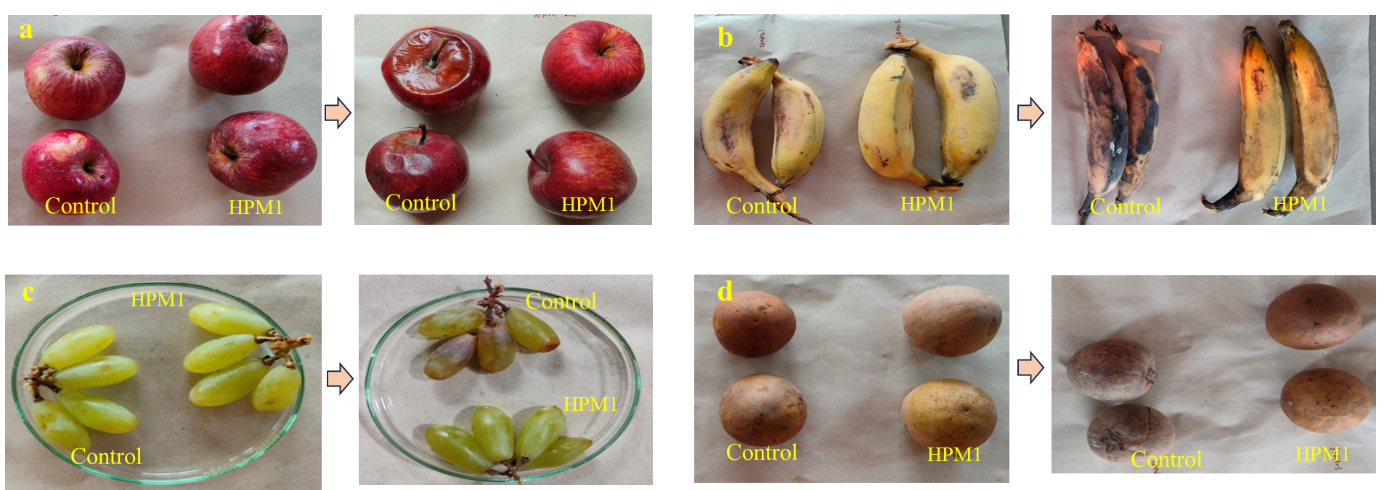 a
Control
HPM1
Control
HPM1
b
Control
HPM1
Control
HPM1
c
HPM1
Control
Control
HPM1
d
Control
HPM1
Control
HPM1